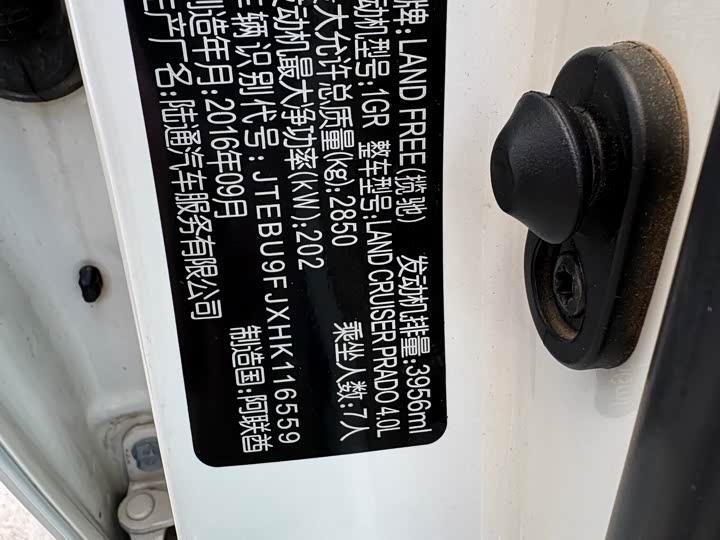 牌: LAND FREE(揽驰) 发动机排量:3956ml
动机型号:1GR 整车型号:LAND CRUSER PRADO 4.0L
大允许总质量(kg):2850 乘坐人数:7人
发动机最大净功率(kW):202
车辆识别代号:JTEBU9FJXHK116559
制造年月:2016年09月 制造国:阿联酋
生产厂名:陆通汽车服务有限公司